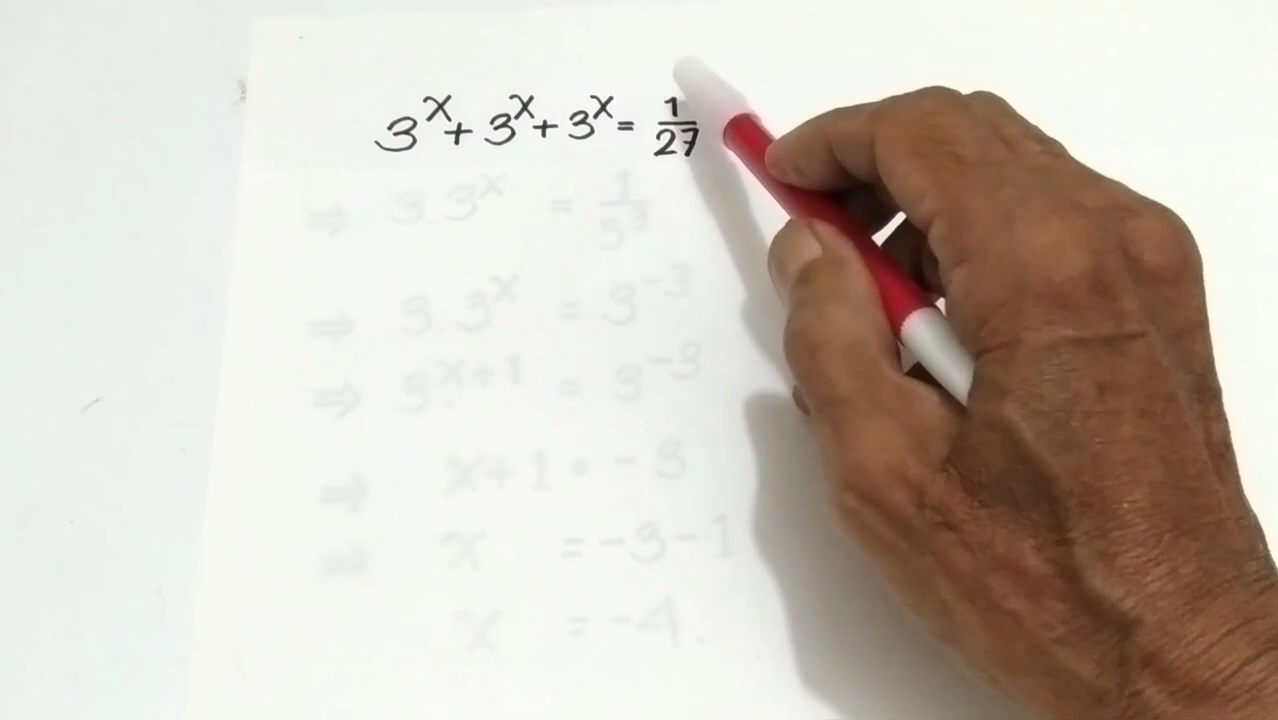 3^x + 3^x + 3^x = 1/27
⇒ 3.3^x = 1/3^3
⇒ 3.3^x = 3^-3
⇒ 3.^x+1 = 3^-3
⇒ x+1 = -3
⇒ x = -3-1
x = -4.